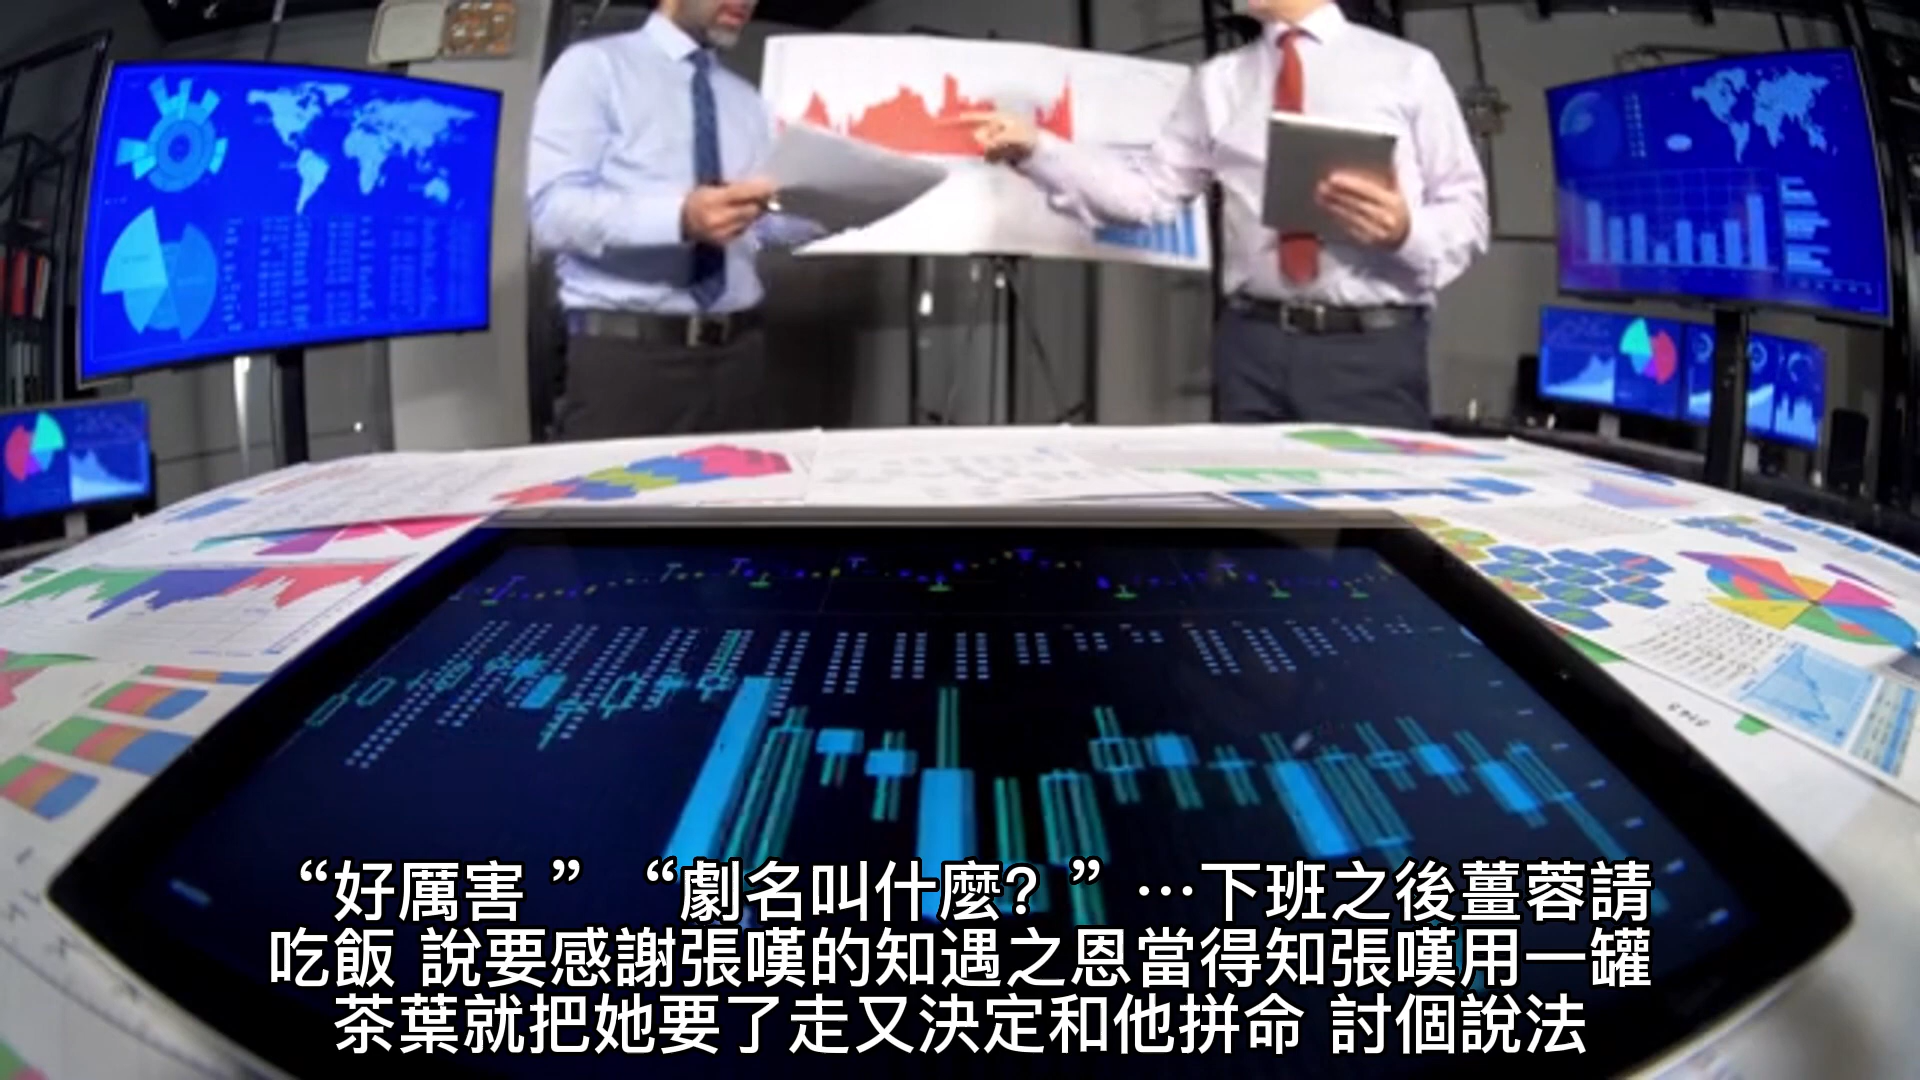 “好厲害 ” “劇名叫什麼？”…下班之後薑蓉請
吃飯 說要感謝張嘆的知遇之恩當得知張嘆用一罐
茶葉就把她要了走又決定和他拼命 討個說法